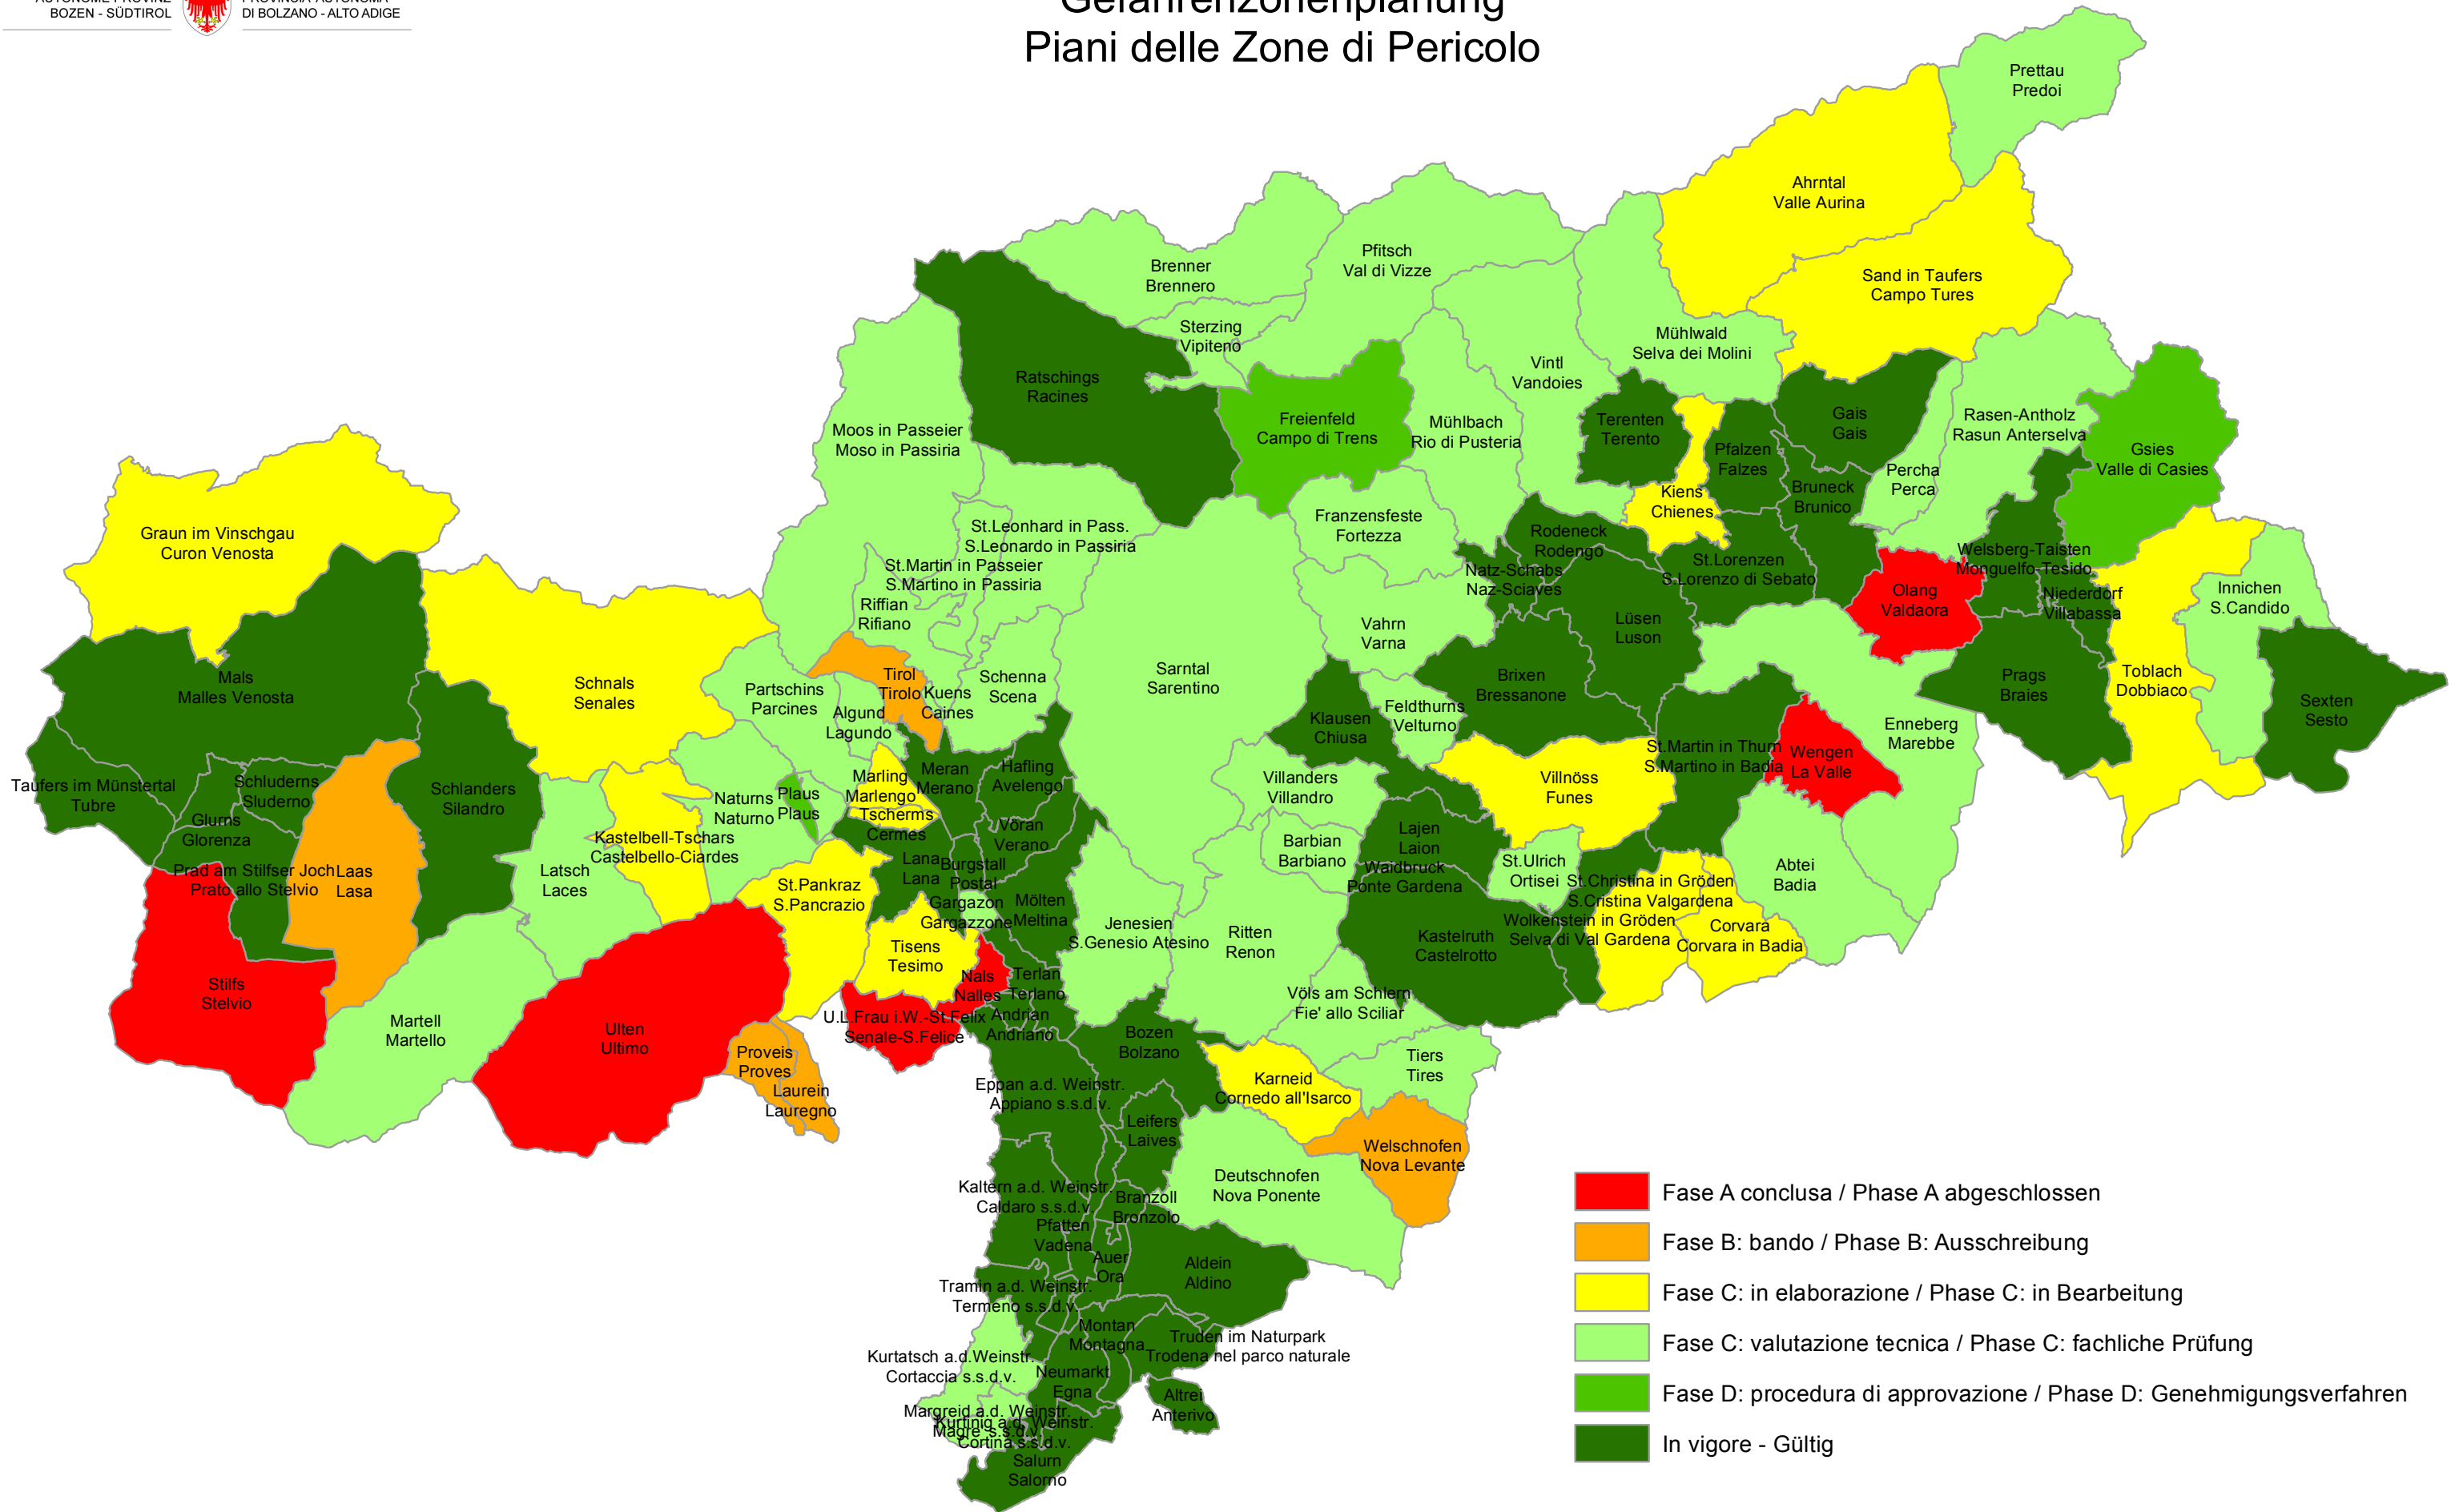 AUTONOME PROVINZ
BOZEN - SÜDTIROL
PROVINCIA AUTONOMA
DI BOLZANO - ALTO ADIGE
Gefahrenzonenplanung
Piani delle Zone di Pericolo
Prettau
Predoi
Ahrntal
Valle Aurina
Sand in Taufers
Campo Tures
Pfitsch
Val di Vizze
Brenner
Brennero
Sterzing
Vipiteno
Mühlwald
Selva dei Molini
Ratschings
Racines
Vintl
Vandoies
Freienfeld
Campo di Trens
Mühlbach
Rio di Pusteria
Terenten
Terento
Gais
Gais
Rasen-Antholz
Rasun Anterselva
Gsies
Valle di Casies
Moos in Passeier
Moso in Passiria
Pfalzen
Falzes
Percha
Perca
Bruneck
Brunico
Kiens
Chienes
Graun im Vinschgau
Curon Venosta
St.Leonhard in Pass.
S.Leonardo in Passiria
Franzensfeste
Fortezza
Rodeneck
Rodengo
St.Martin in Passeier
S.Martino in Passiria
Natz-Schabs
Naz-Sciaves
St.Lorenzen
S.Lorenzo di Sebato
Welsberg-Taisten
Monguelfo-Tesido
Olang
Valdaora
Niederdorf
Villabassa
Innichen
S.Candido
Riffian
Rifiano
Vahrn
Varna
Lüsen
Luson
Mals
Malles Venosta
Schnals
Senales
Partschins
Parcines
Tirol
Tirolo
Kuens
Caines
Schenna
Scena
Sarntal
Sarentino
Brixen
Bressanone
Prags
Braies
Toblach
Dobbiaco
Sexten
Sesto
Algund
Lagundo
Klausen
Chiusa
Feldthurns
Velturno
Enneberg
Marebbe
St.Martin in Thurn
S.Martino in Badia
Wengen
La Valle
Taufers im Münstertal
Tubre
Schluderns
Sluderno
Schlanders
Silandro
Marling
Marlengo
Meran
Merano
Hafling
Avelengo
Villanders
Villandro
Villnöss
Funes
Naturns
Naturno
Plaus
Plaus
Tscherms
Cermes
Glurns
Glorenza
Vöran
Verano
Kastelbell-Tschars
Castelbello-Ciardes
Barbian
Barbiano
Lajen
Laion
Waidbruck
Ponte Gardena
Prad am Stilfser Joch
Prato allo Stelvio
Laas
Lasa
Latsch
Laces
Lana
Lana
Burgstall
Postal
St.Ulrich
Ortisei
Abtei
Badia
St.Pankraz
S.Pancrazio
St.Christina in Gröden
S.Cristina Valgardena
Gargazon
Gargazzone
Mölten
Meltina
Jenesien
S.Genesio Atesino
Ritten
Renon
Kastelruth
Castelrotto
Wolkenstein in Gröden
Selva di Val Gardena
Corvara
Corvara in Badia
Tisens
Tesimo
Nals
Nalles
Terlan
Terlano
Stilfs
Stelvio
Martell
Martello
Ulten
Ultimo
U.L.Frau i.W.-St.Felix
Senale-S.Felice
Andrian
Andriano
Völs am Schlern
Fie' allo Sciliar
Bozen
Bolzano
Proveis
Proves
Laurein
Lauregno
Tiers
Tires
Karneid
Cornedo all'Isarco
Eppan a.d. Weinstr.
Appiano s.s.d.v.
Leifers
Laives
Welschnofen
Nova Levante
Deutschnofen
Nova Ponente
Kaltern a.d. Weinstr.
Caldaro s.s.d.v.
Branzoll
Bronzolo
Pfatten
Vadena
Auer
Ora
Aldein
Aldino
Tramin a.d. Weinstr.
Termeno s.s.d.v.
Montan
Montagna
Truden im Naturpark
Trodena nel parco naturale
Kurtatsch a.d.Weinstr.
Cortaccia s.s.d.v.
Neumarkt
Egna
Altrei
Anterivo
Margreid a.d. Weinstr.
Magre' s.s.d.v.
Kurtinig a.d. Weinstr.
Cortina s.s.d.v.
Salurn
Salorno
Fase A conclusa / Phase A abgeschlossen
Fase B: bando / Phase B: Ausschreibung
Fase C: in elaborazione / Phase C: in Bearbeitung
Fase C: valutazione tecnica / Phase C: fachliche Prüfung
Fase D: procedura di approvazione / Phase D: Genehmigungsverfahren
In vigore - Gültig